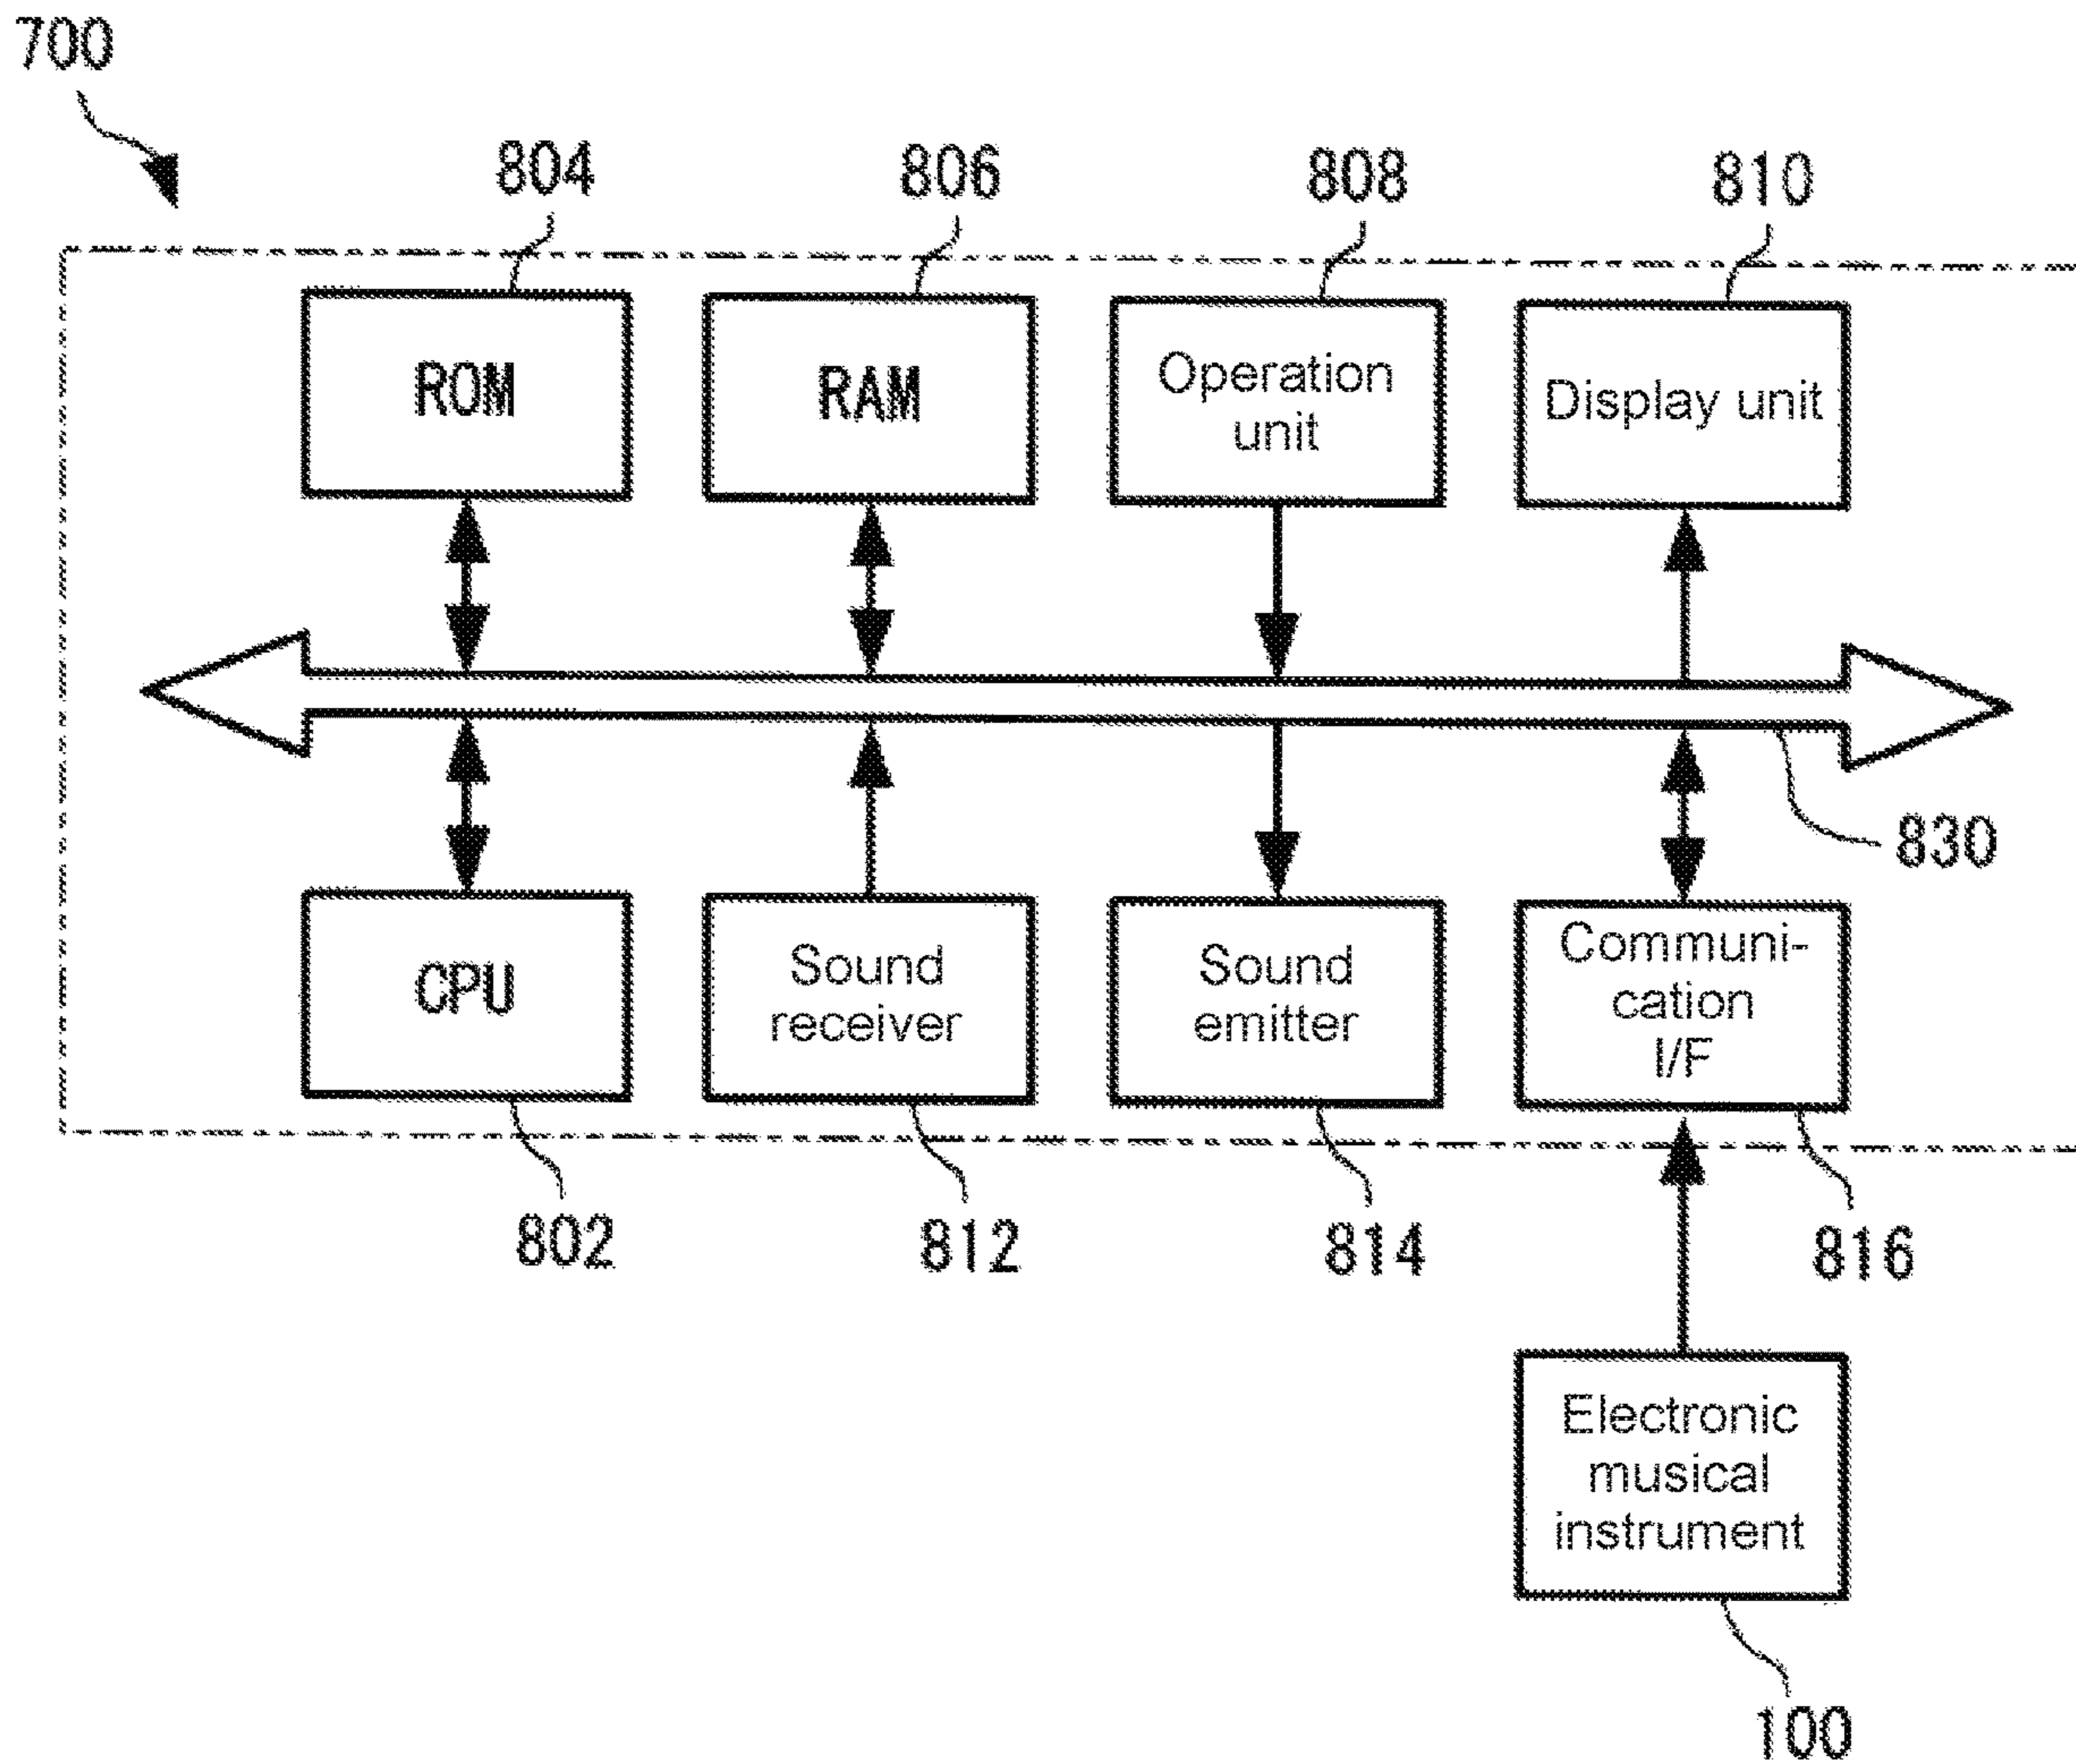 700
804
806
808
810
ROM
RAM
Operation
unit
Display unit
830
CPU
Sound
receiver
Sound
emitter
Communi-
cation
I/F
802
812
814
816
Electronic
musical
instrument
100